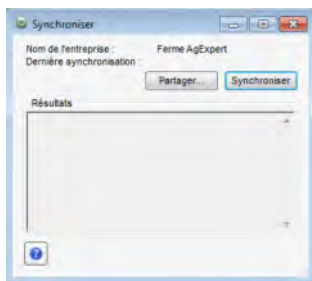 Synchroniser
Nom de l'entreprise : Ferme AgExpert
Dernière synchronisation :
Partager... Synchroniser
Résultats